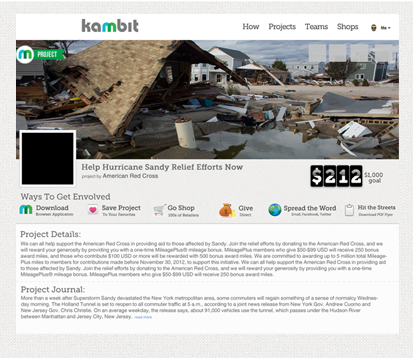 kambit
How Projects Teams Shops Me
m PROJECT
Help Hurricane Sandy Relief Efforts Now
project by American Red Cross
$212 $1,000
goal
Ways To Get Envolved
Download Save Project Go Shop Give Spread the Word Hit the Streets
Browser Application To Your Favorites 100s of Retailers Direct Email, Facebook, Twitter Download PDF Flyer
Project Details:
We can all help support the American Red Cross in providing aid to those affected by Sandy. Join the relief efforts by donating to the American Red Cross, and we
will reward your generosity by providing you with a one-time MileagePlus® mileage bonus. MileagePlus members who give $50-$99 USD will receive 250 bonus
award miles, and those who contribute $100 USD or more will be rewarded with 500 bonus award miles. We are committed to awarding up to 5 million total Mileage-
Plus miles to members for contributions made before November 30, 2012, to support this initiative. We can all help support the American Red Cross in providing aid
to those affected by Sandy. Join the relief efforts by donating to the American Red Cross, and we will reward your generosity by providing you with a one-time
MileagePlus® mileage bonus. MileagePlus members who give $50-$99 USD will receive 250 bonus award miles.
Project Journal:
More than a week after Superstorm Sandy devastated the New York metropolitan area, some commuters will regain something of a sense of normalcy Wednes-
day morning. The Holland Tunnel is set to reopen to all commuter traffic at 5 a.m., according to a joint news release from New York Gov. Andrew Cuomo and
New Jersey Gov. Chris Christie. On an average weekday, the release says, about 91,000 vehicles use the tunnel, which passes under the Hudson River
between Manhattan and Jersey City, New Jersey. read more